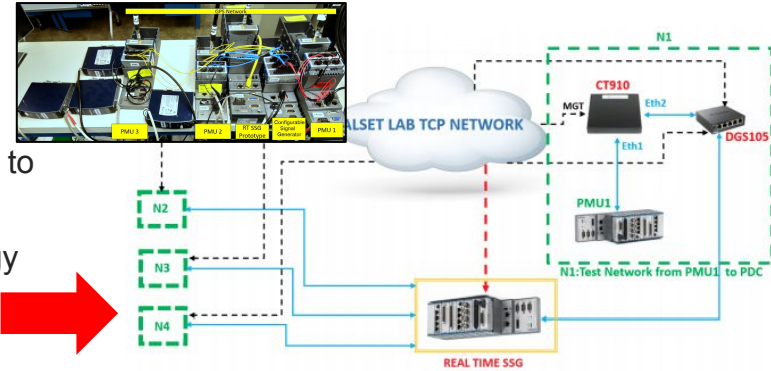 GPS Network
PMU 3
PMU 2
RT SSG
Prototype
Configurable
Signal
Generator
PMU 1
to
gy
ALSET LAB TCP NETWORK
MGT
N1
CT910
Eth2
DGS105
Eth1
PMU1
N1:Test Network from PMU1 to PDC
N2
N3
N4
REAL TIME SSG